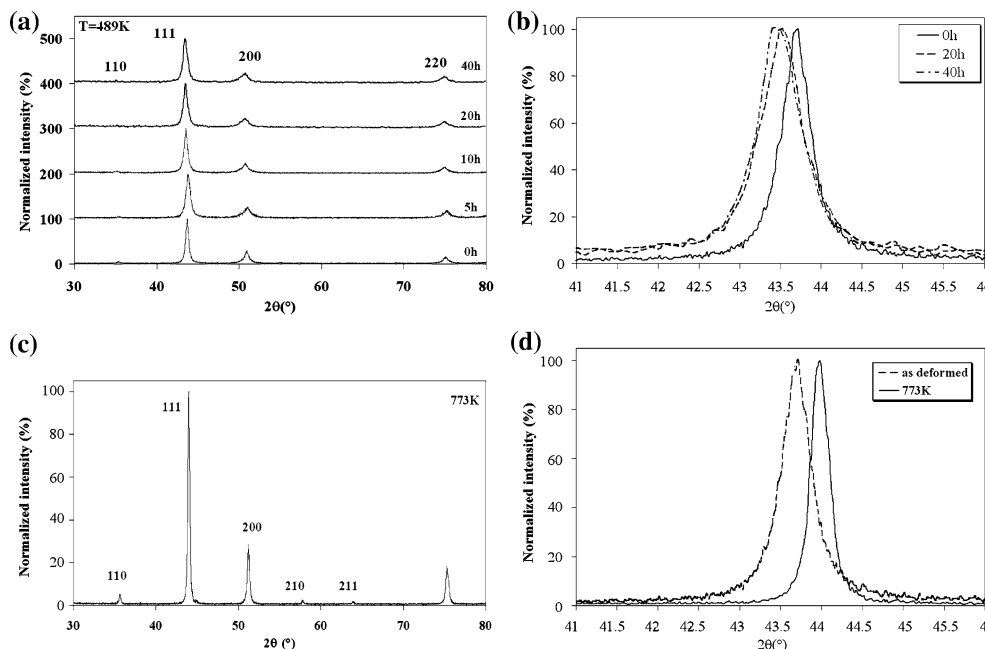 (a)
T=489K
111
110
200
220
40h
20h
10h
5h
0h
500
400
300
200
100
0
Normalized intensity (%)
30
40
50
60
70
80
2θ(°)
(b)
0h
20h
40h
100
80
60
40
20
0
Normalized intensity (%)
41
41.5
42
42.5
43
43.5
44
44.5
45
45.5
46
2θ(°)
(c)
773K
111
110
200
210
211
100
80
60
40
20
0
Normalized intensity (%)
30
40
50
60
70
80
2θ (°)
(d)
as deformed
773K
100
80
60
40
20
0
Normalized intensity (%)
41
41.5
42
42.5
43
43.5
44
44.5
45
45.5
2θ(°)